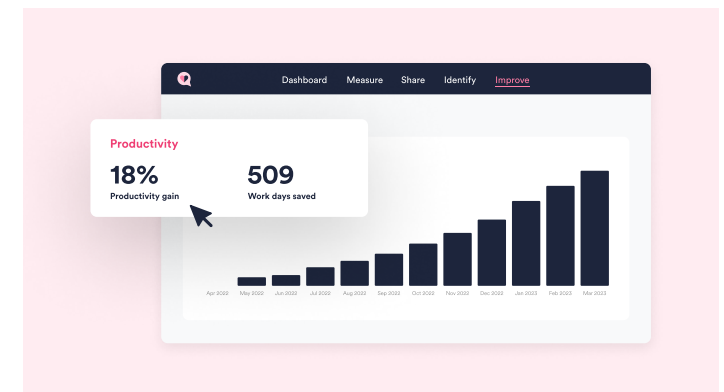 Dashboard Measure Share Identify Improve
Productivity
18% 509
Productivity gain Work days saved
Apr 2022 May 2022 Jun 2022 Jul 2022 Aug 2022 Sep 2022 Oct 2022 Nov 2022 Dec 2022 Jan 2023 Feb 2023 Mar 2023